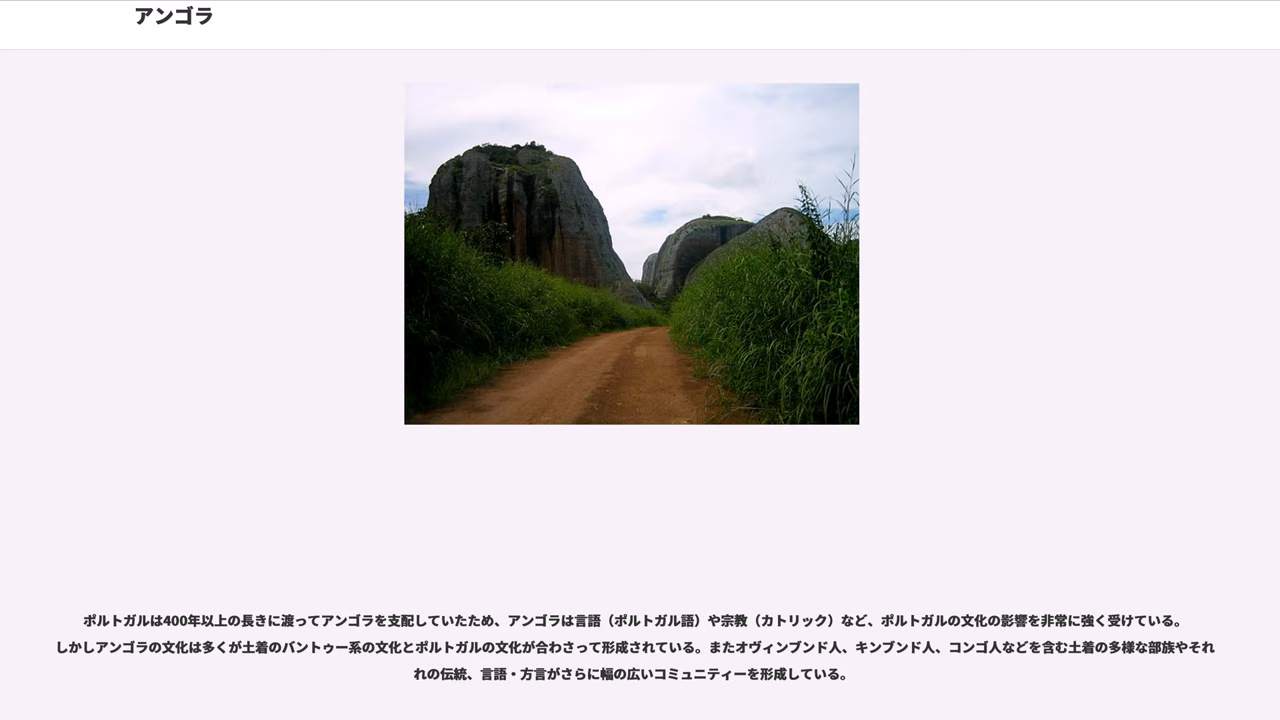 アンゴラ
ポルトガルは400年以上の長きに渡ってアンゴラを支配していたため、アンゴラは言語（ポルトガル語）や宗教（カトリック）など、ポルトガルの文化の影響を非常に強く受けている。
しかしアンゴラの文化は多くが土着のバントゥー系の文化とポルトガルの文化が合わさって形成されている。またオヴィンブンド人、キンブンド人、コンゴ人などを含む土着の多様な部族やそれ
れの伝統、言語・方言がさらに幅の広いコミュニティーを形成している。